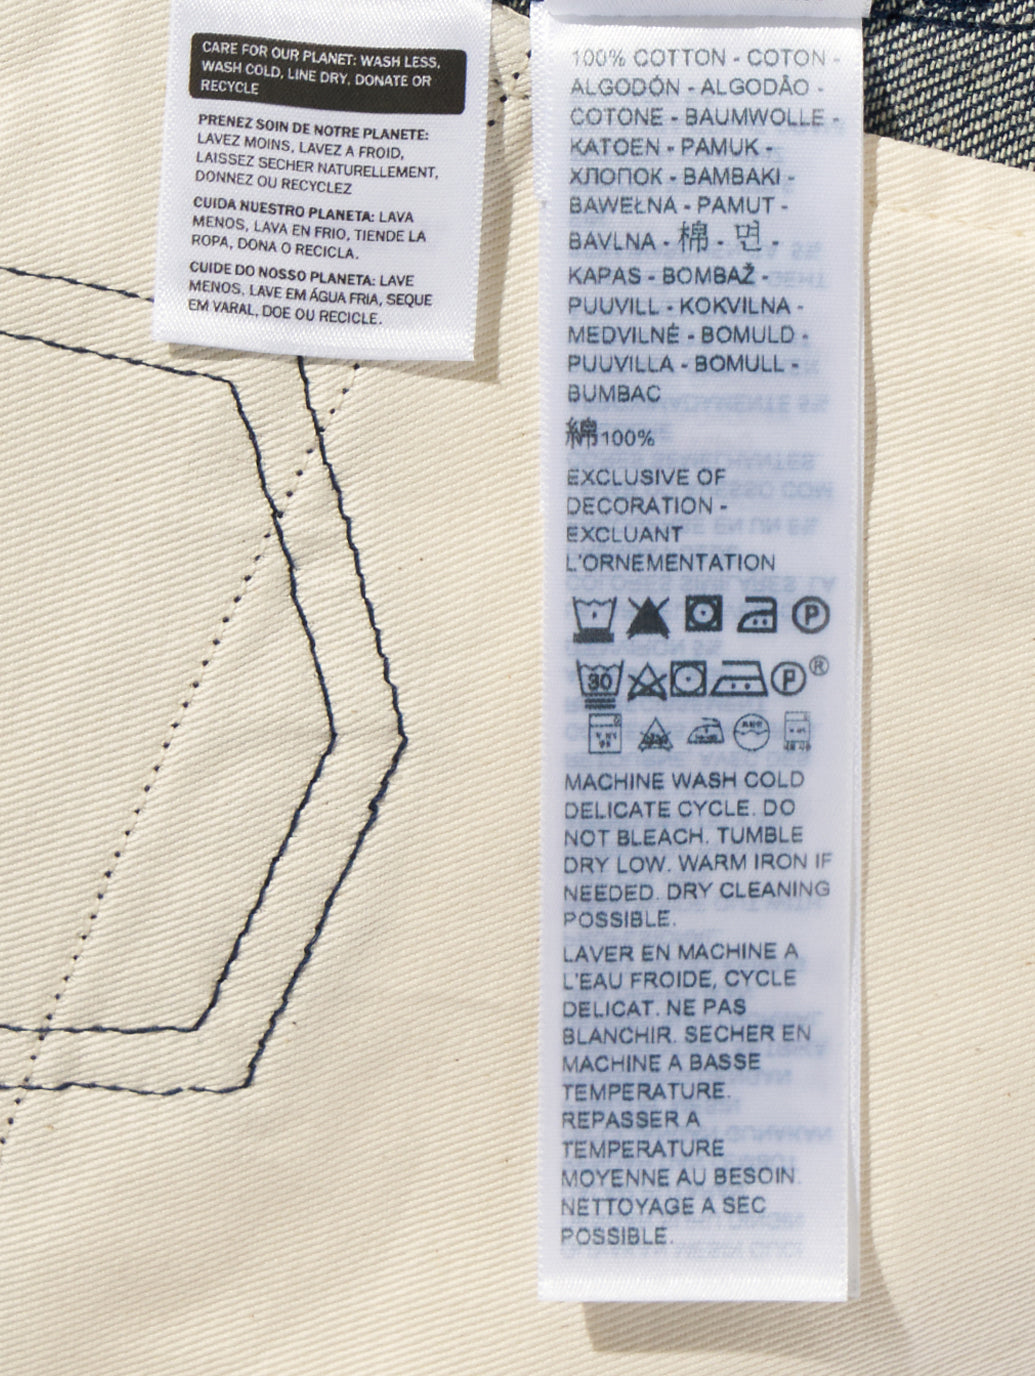 CARE FOR OUR PLANET: WASH LESS,
WASH COLD, LINE DRY, DONATE OR
RECYCLE
PRENEZ SOIN DE NOTRE PLANETE:
LAVEZ MOINS, LAVEZ A FROID,
LAISSEZ SECHER NATURELLEMENT,
DONNEZ OU RECYCLEZ
CUIDA NUESTRO PLANETA: LAVA
MENOS, LAVA EN FRIO, TIENDE LA
ROPA, DONA O RECICLA.
CUIDE DO NOSSO PLANETA: LAVE
MENOS, LAVE EM ÁGUA FRIA, SEQUE
EM VARAL, DOE OU RECICLE.
100% COTTON - COTON -
ALGODÓN - ALGODÃO -
COTONE - BAUMWOLLE -
KATOEN - PAMUK -
ХЛОПОК - BAMBAKI -
BAWEŁNA - PAMUT -
BAVLNA - 棉 - 면 -
KAPAS - BOMBAŽ -
PUUVILL - KOKVILNA -
MEDVILNĖ - BOMULD -
PUUVILLA - BOMULL -
BUMBAC
綿100%
EXCLUSIVE OF
DECORATION -
EXCLUANT
L'ORNEMENTATION
P
30 P ®
MACHINE WASH COLD
DELICATE CYCLE. DO
NOT BLEACH. TUMBLE
DRY LOW. WARM IRON IF
NEEDED. DRY CLEANING
POSSIBLE.
LAVER EN MACHINE A
L'EAU FROIDE, CYCLE
DELICAT. NE PAS
BLANCHIR. SECHER EN
MACHINE A BASSE
TEMPERATURE.
REPASSER A
TEMPERATURE
MOYENNE AU BESOIN.
NETTOYAGE A SEC
POSSIBLE.